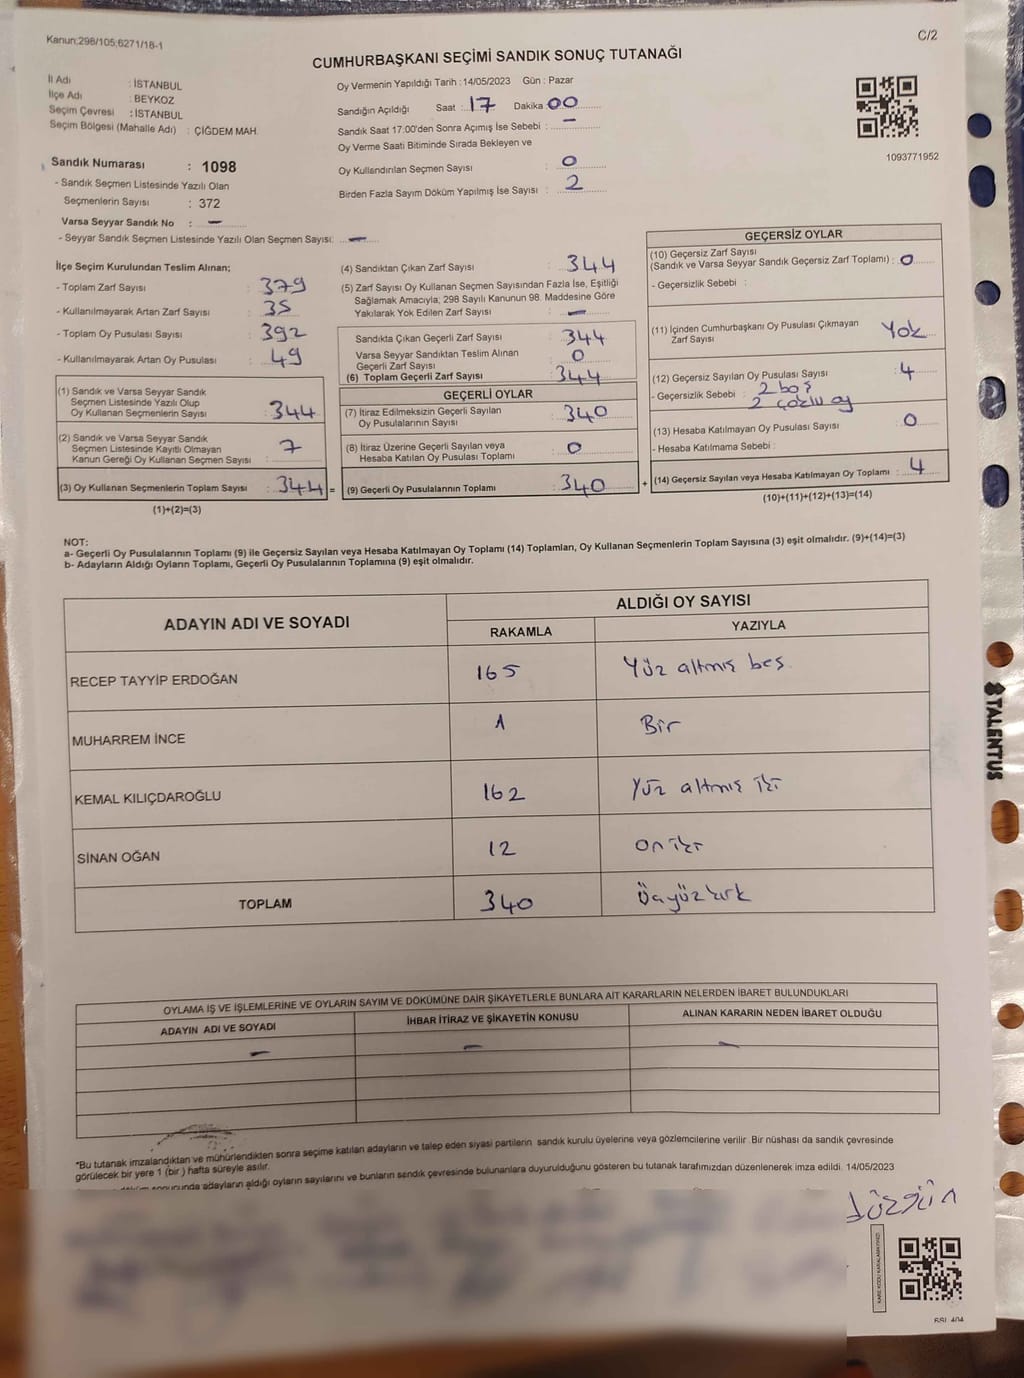 Kanun;298/105;6271/18-1
C/2
CUMHURBAŞKANI SEÇİMİ SANDIK SONUÇ TUTANAĞI
İl Adı : İSTANBUL
İlçe Adı : BEYKOZ
Seçim Çevresi : İSTANBUL
Seçim Bölgesi (Mahalle Adı) : ÇİĞDEM MAH.
Sandık Numarası : 1098
- Sandık Seçmen Listesinde Yazılı Olan
Seçmenlerin Sayısı : 372
Varsa Seyyar Sandık No : —
- Seyyar Sandık Seçmen Listesinde Yazılı Olan Seçmen Sayısı: —
Oy Vermenin Yapıldığı Tarih :14/05/2023 Gün : Pazar
Sandığın Açıldığı Saat : 17 Dakika 00
Sandık Saat 17:00'den Sonra Açımış İse Sebebi : —
Oy Verme Saati Bitiminde Sırada Bekleyen ve
Oy Kullandırılan Seçmen Sayısı : 0
Birden Fazla Sayım Döküm Yapılmış İse Sayısı : 2
1093771952
İlçe Seçim Kurulundan Teslim Alınan;
- Toplam Zarf Sayısı : 379
- Kullanılmayarak Artan Zarf Sayısı : 35
- Toplam Oy Pusulası Sayısı : 392
- Kullanılmayarak Artan Oy Pusulası : 49
(1) Sandık ve Varsa Seyyar Sandık
Seçmen Listesinde Yazılı Olup
Oy Kullanan Seçmenlerin Sayısı : 344
(2) Sandık ve Varsa Seyyar Sandık
Seçmen Listesinde Kayıtlı Olmayan
Kanun Gereği Oy Kullanan Seçmen Sayısı : 7
(3) Oy Kullanan Seçmenlerin Toplam Sayısı : 344 =
(1)+(2)=(3)
(4) Sandıktan Çıkan Zarf Sayısı : 344
(5) Zarf Sayısı Oy Kullanan Seçmen Sayısından Fazla İse, Eşitliği
Sağlamak Amacıyla; 298 Sayılı Kanunun 98. Maddesine Göre
Yakılarak Yok Edilen Zarf Sayısı : —
Sandıkta Çıkan Geçerli Zarf Sayısı : 344
Varsa Seyyar Sandıktan Teslim Alınan
Geçerli Zarf Sayısı : 0
(6) Toplam Geçerli Zarf Sayısı : 344
GEÇERLİ OYLAR
(7) İtiraz Edilmeksizin Geçerli Sayılan
Oy Pusulalarının Sayısı : 340
(8) İtiraz Üzerine Geçerli Sayılan veya
Hesaba Katılan Oy Pusulası Toplamı : 0
(9) Geçerli Oy Pusulalarının Toplamı : 340 +
GEÇERSİZ OYLAR
(10) Geçersiz Zarf Sayısı
(Sandık ve Varsa Seyyar Sandık Geçersiz Zarf Toplamı) : 0
- Geçersizlik Sebebi :
(11) İçinden Cumhurbaşkanı Oy Pusulası Çıkmayan
Zarf Sayısı : Yok
(12) Geçersiz Sayılan Oy Pusulası Sayısı : 4
- Geçersizlik Sebebi : 2 boş
2 çözlu oy
(13) Hesaba Katılmayan Oy Pusulası Sayısı : 0
- Hesaba Katılmama Sebebi :
(14) Geçersiz Sayılan veya Hesaba Katılmayan Oy Toplamı : 4
(10)+(11)+(12)+(13)=(14)
NOT:
a- Geçerli Oy Pusulalarının Toplamı (9) ile Geçersiz Sayılan veya Hesaba Katılmayan Oy Toplamı (14) Toplamları, Oy Kullanan Seçmenlerin Toplam Sayısına (3) eşit olmalıdır. (9)+(14)=(3)
b- Adayların Aldığı Oyların Toplamı, Geçerli Oy Pusulalarının Toplamına (9) eşit olmalıdır.
ADAYIN ADI VE SOYADI
ALDIĞI OY SAYISI
RAKAMLA YAZIYLA
RECEP TAYYİP ERDOĞAN 165 Yüz altmış beş
MUHARREM İNCE 1 Bir
KEMAL KILIÇDAROĞLU 162 Yüz altmış iki
SİNAN OĞAN 12 On iki
TOPLAM 340 Üçyüzkırk
OYLAMA İŞ VE İŞLEMLERİNE VE OYLARIN SAYIM VE DÖKÜMÜNE DAİR ŞİKAYETLERLE BUNLARA AİT KARARLARIN NELERDEN İBARET BULUNDUKLARI
ADAYIN ADI VE SOYADI İHBAR İTİRAZ VE ŞİKAYETİN KONUSU ALINAN KARARIN NEDEN İBARET OLDUĞU
— — —
*Bu tutanak imzalandıktan ve mühürlendikten sonra seçime katılan adayların ve talep eden siyasi partilerin sandık kurulu üyelerine veya gözlemcilerine verilir. Bir nüshası da sandık çevresinde
görülecek bir yere 1 (bir ) hafta süreyle asılır.
sonucunda adayların aldığı oyların sayılarını ve bunların sandık çevresinde bulunanlara duyurulduğunu gösteren bu tutanak tarafımızdan düzenlenerek imza edildi. 14/05/2023
düzgün
KARE KODU KARALAMAYINIZ!
TALENTUS